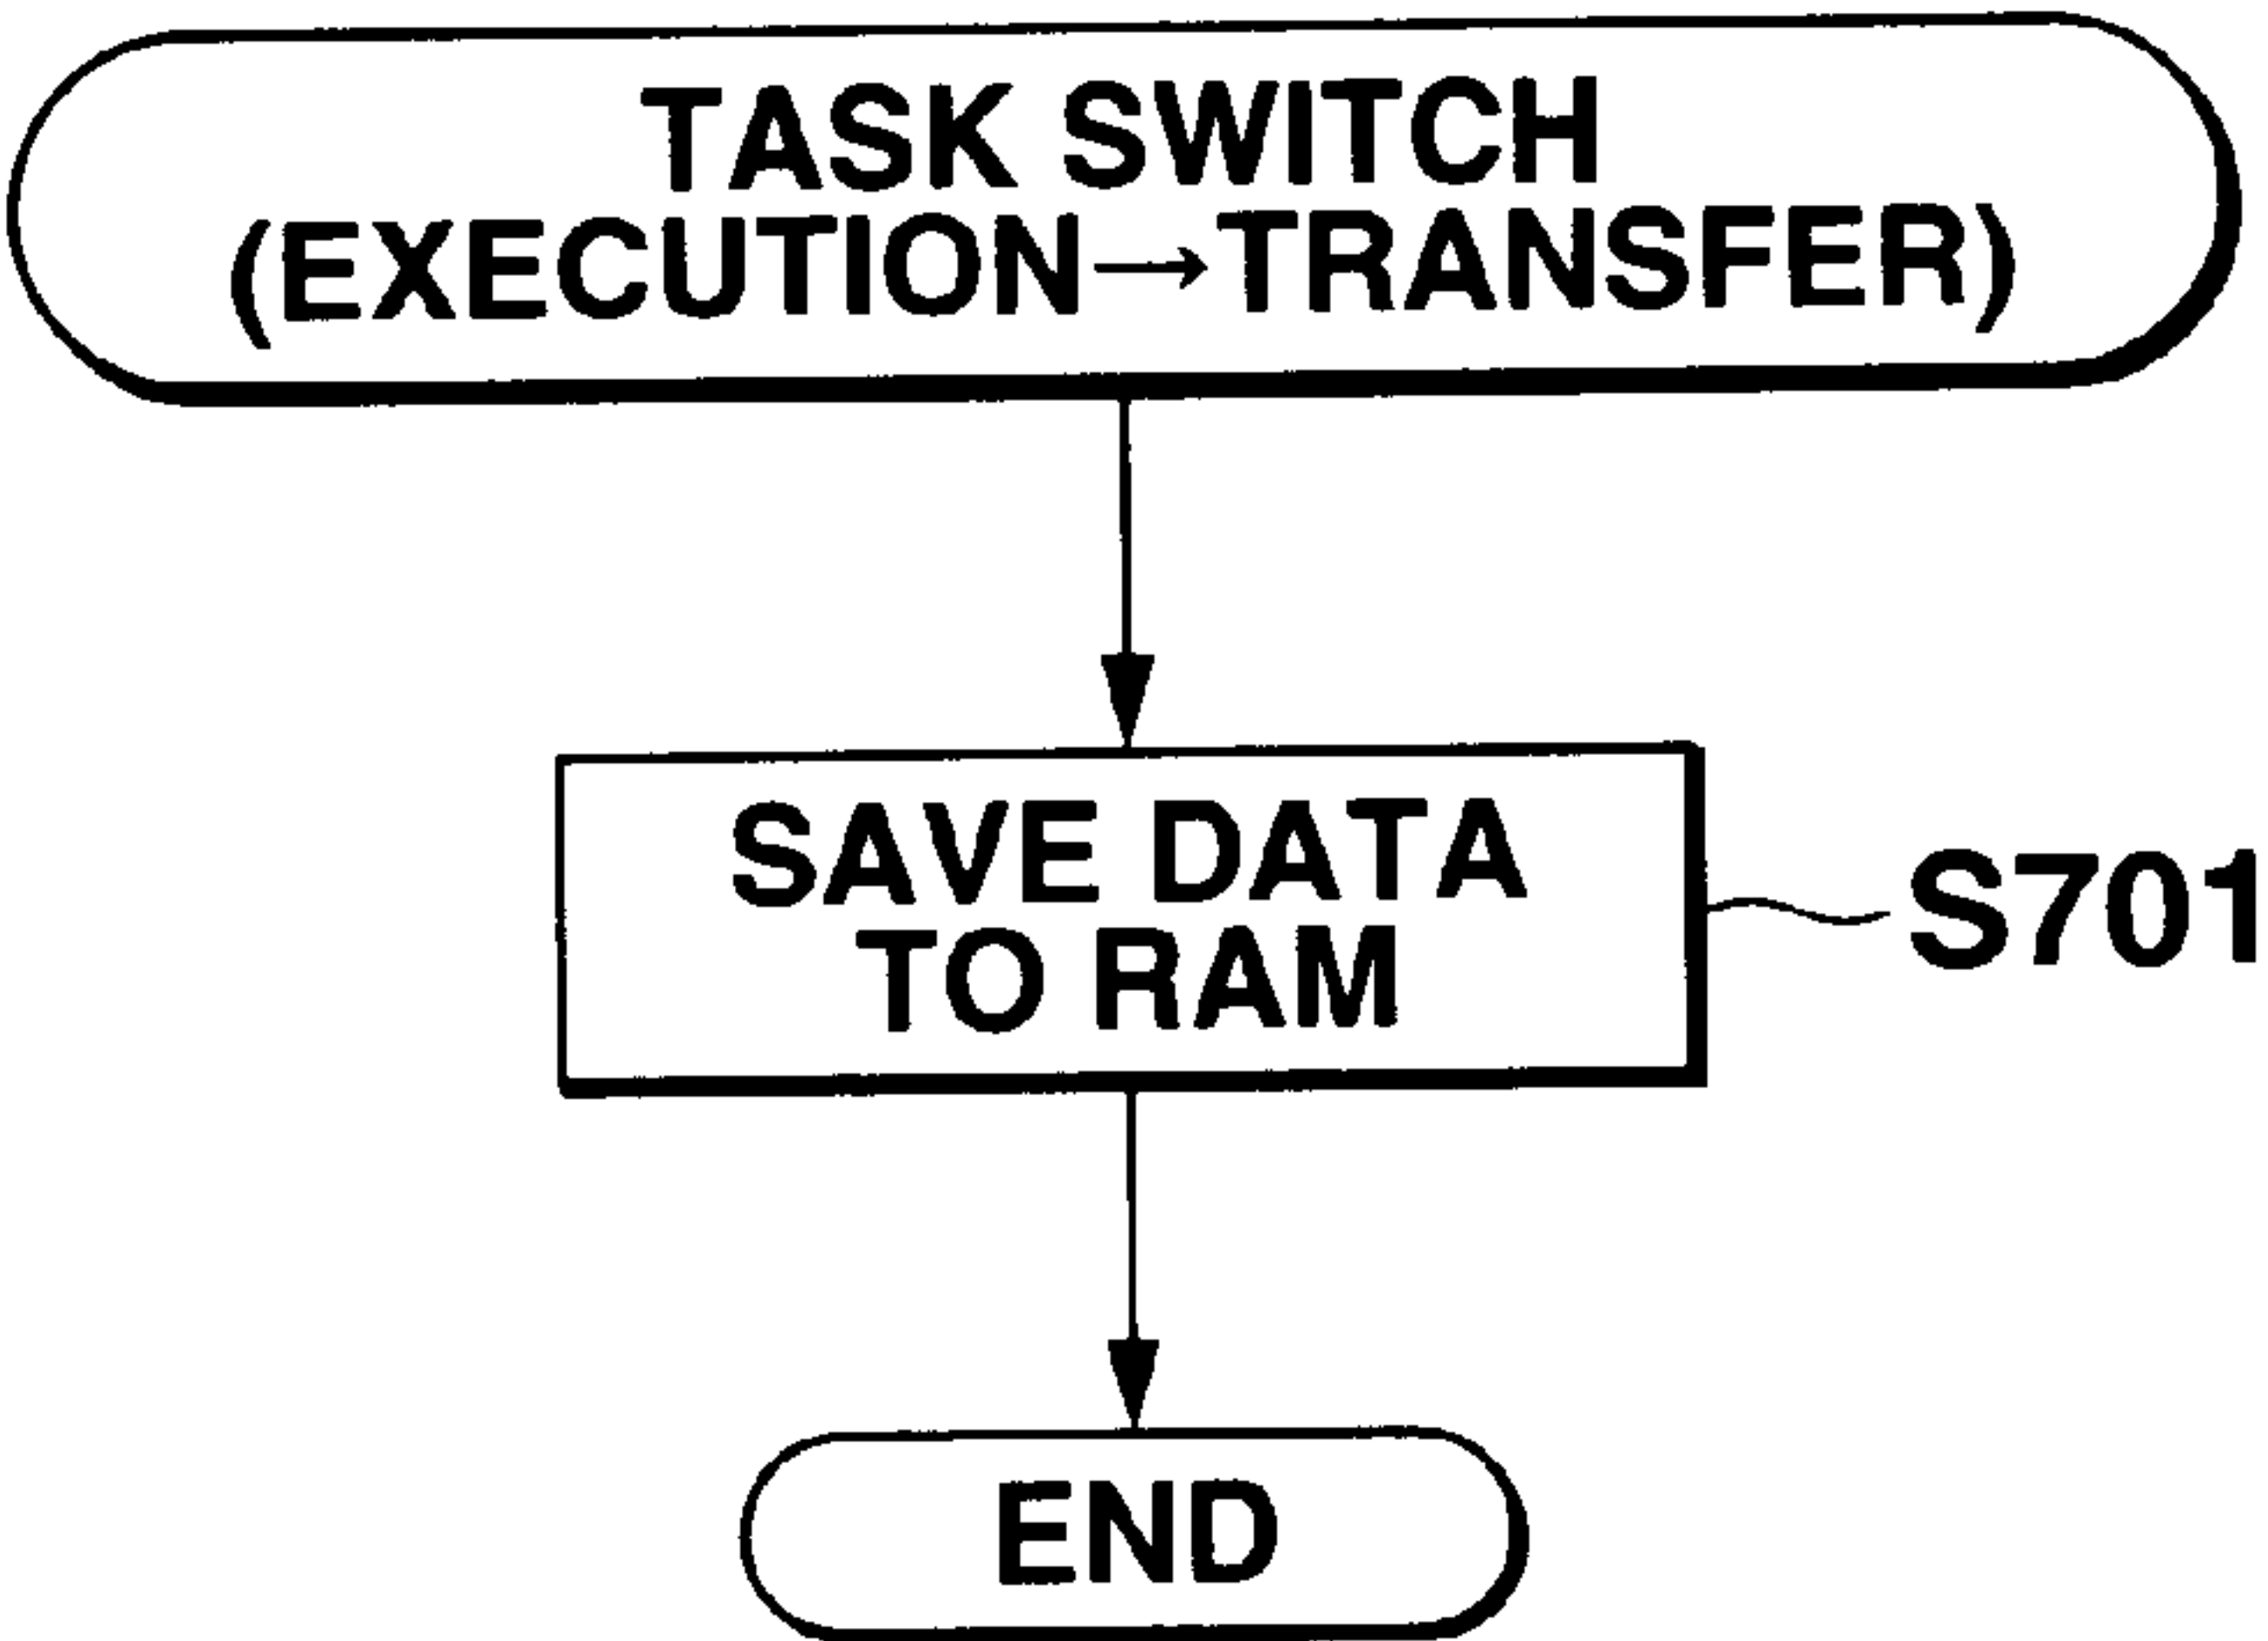 TASK SWITCH
(EXECUTION→TRANSFER)
SAVE DATA
TO RAM
S701
END